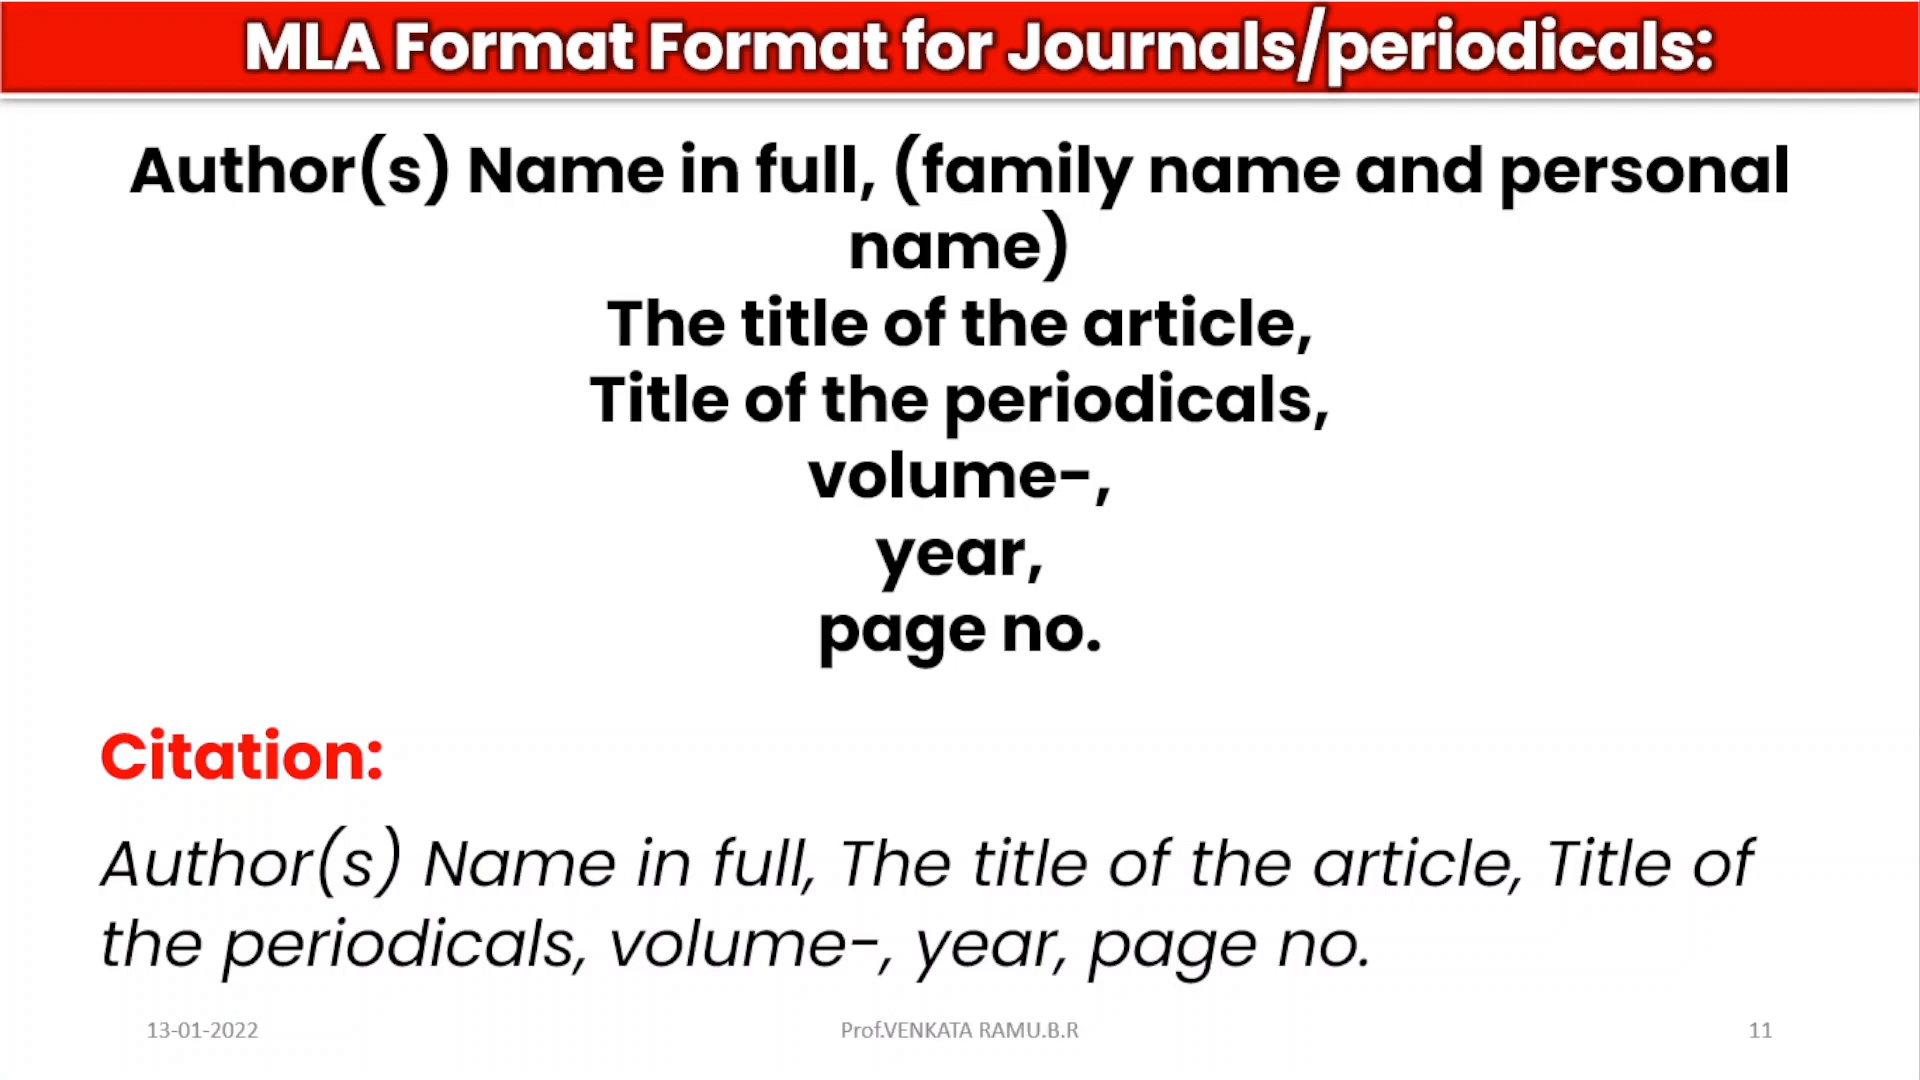 MLA Format Format for Journals/periodicals:
Author(s) Name in full, (family name and personal
name)
The title of the article,
Title of the periodicals,
volume-,
year,
page no.
Citation:
Author(s) Name in full, The title of the article, Title of
the periodicals, volume-, year, page no.
13-01-2022
Prof.VENKATA RAMU.B.R
11